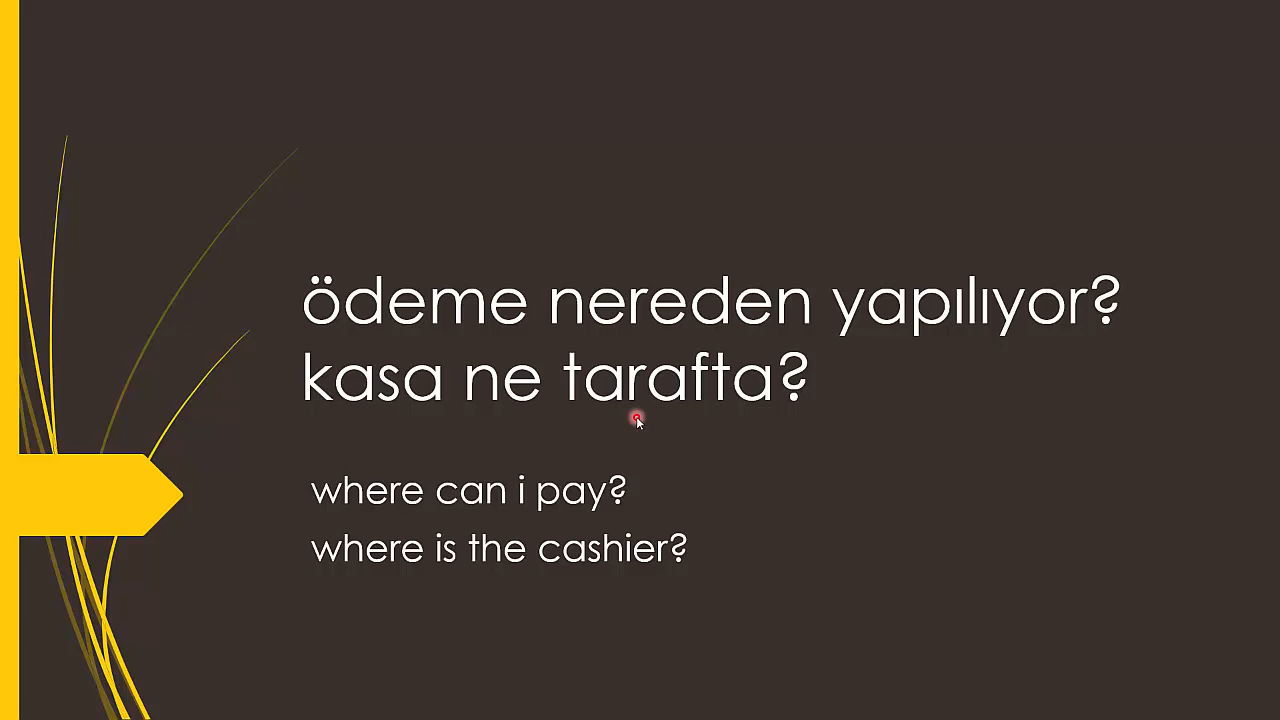 ödeme nereden yapılıyor?
kasa ne tarafta?
where can i pay?
where is the cashier?